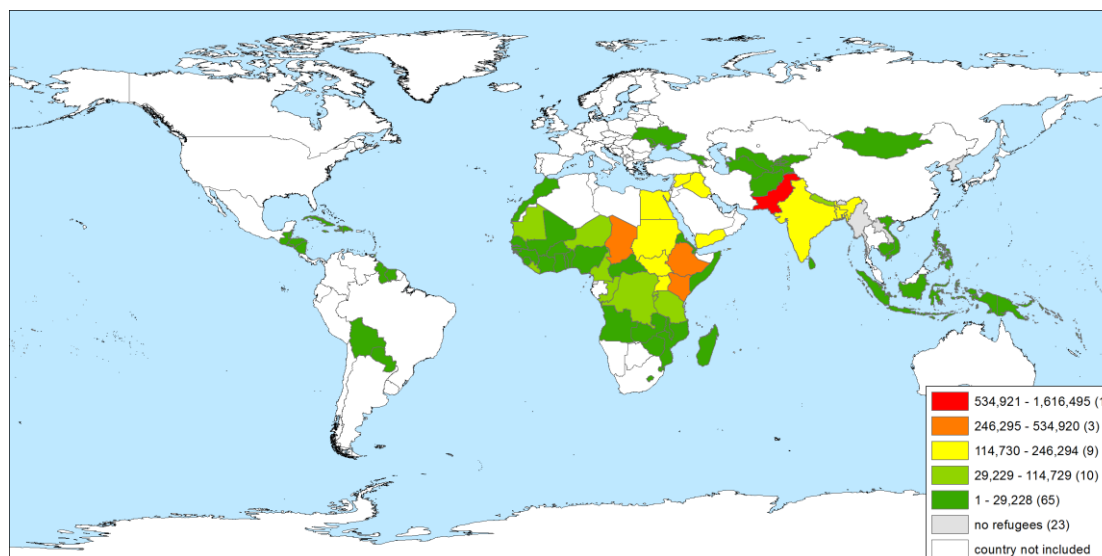 534,921 - 1,616,495 (1
246,295 - 534,920 (3)
114,730 - 246,294 (9)
29,229 - 114,729 (10)
1 - 29,228 (65)
no refugees (23)
country not included